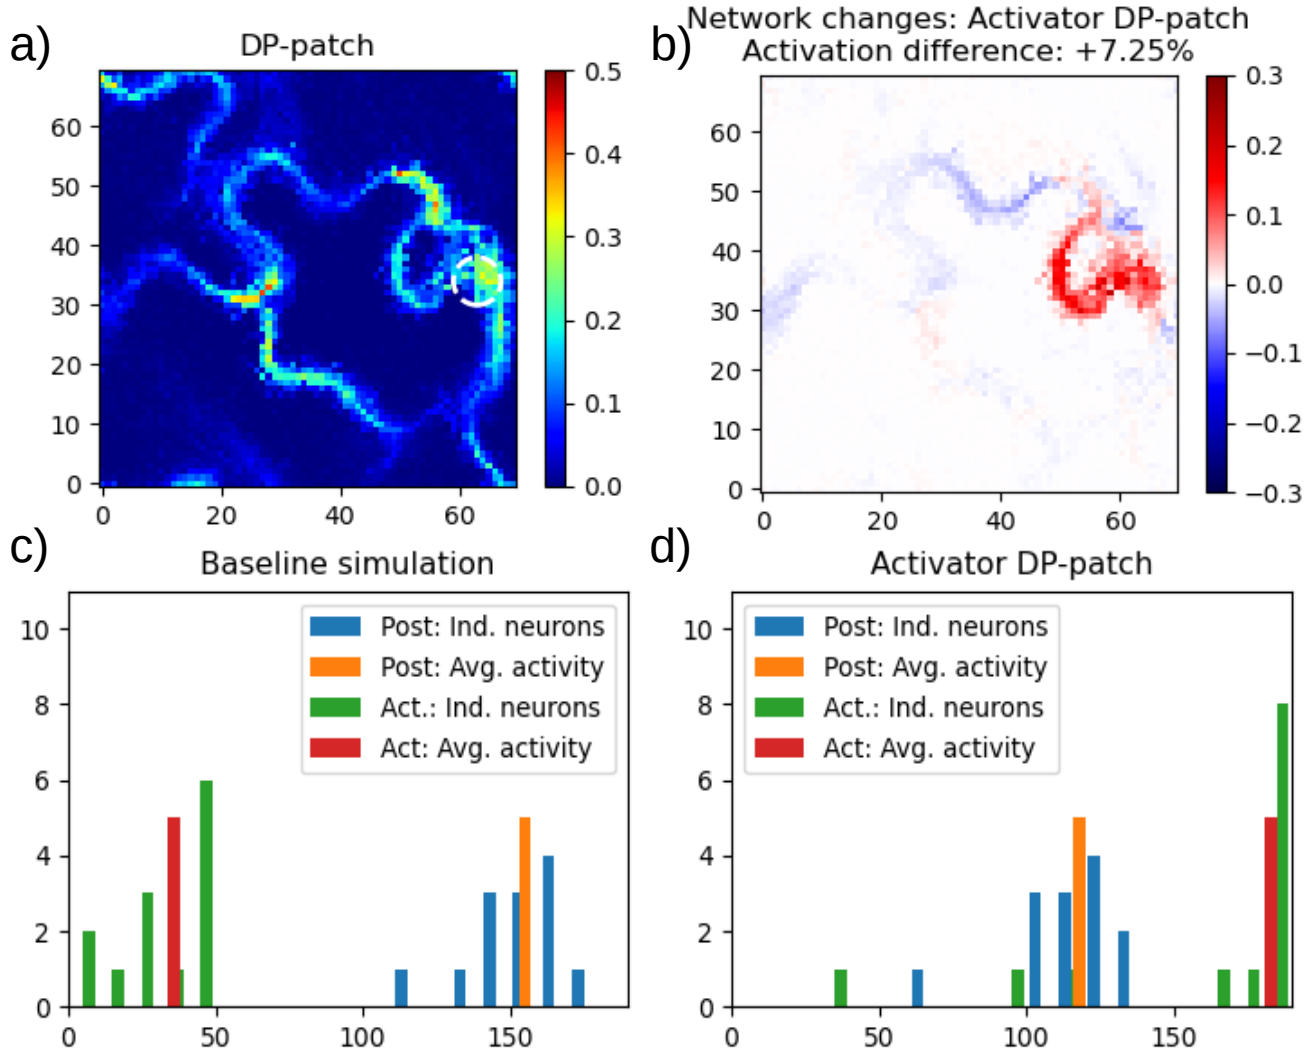 a)
DP-patch
0.5
0.4
0.3
0.2
0.1
0.0
60
50
40
30
20
10
0
0 20 40 60
b)
Network changes: Activator DP-patch
Activation difference: +7.25%
0.3
0.2
0.1
0.0
−0.1
−0.2
−0.3
60
50
40
30
20
10
0
0 20 40 60
c)
Baseline simulation
Post: Ind. neurons
Post: Avg. activity
Act.: Ind. neurons
Act: Avg. activity
10
8
6
4
2
0
0 50 100 150
d)
Activator DP-patch
Post: Ind. neurons
Post: Avg. activity
Act.: Ind. neurons
Act: Avg. activity
10
8
6
4
2
0
0 50 100 150